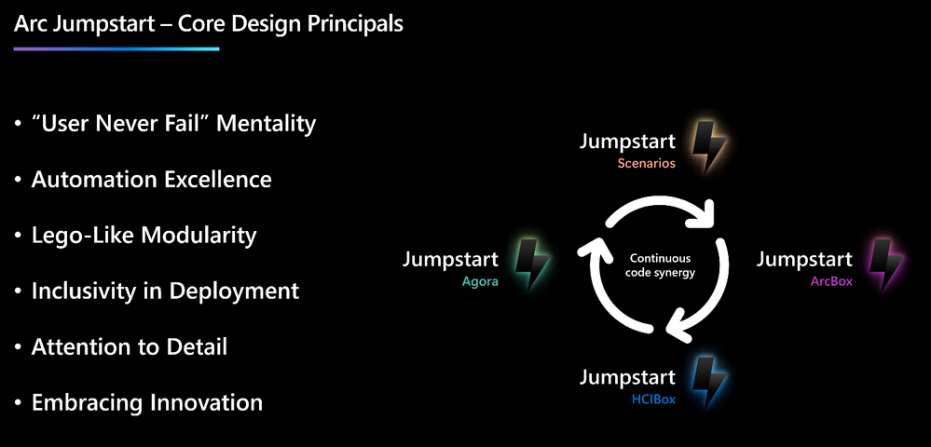 Arc Jumpstart – Core Design Principals
• “User Never Fail” Mentality
• Automation Excellence
• Lego-Like Modularity
• Inclusivity in Deployment
• Attention to Detail
• Embracing Innovation
Jumpstart
Scenarios
Jumpstart
Agora
Continuous
code synergy
Jumpstart
ArcBox
Jumpstart
HCIBox